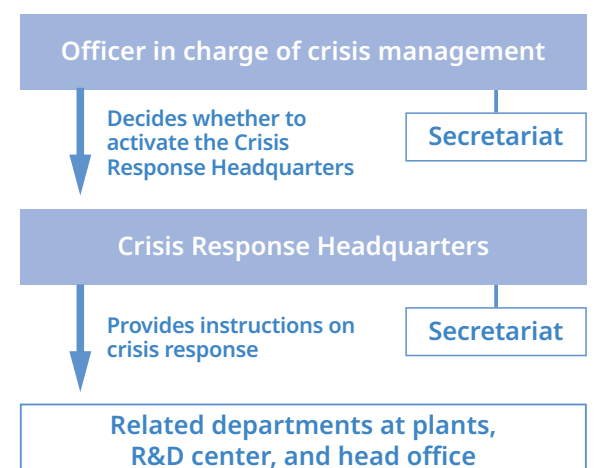 Officer in charge of crisis management
Decides whether to
activate the Crisis
Response Headquarters
Secretariat
Crisis Response Headquarters
Provides instructions on
crisis response
Secretariat
Related departments at plants,
R&D center, and head office